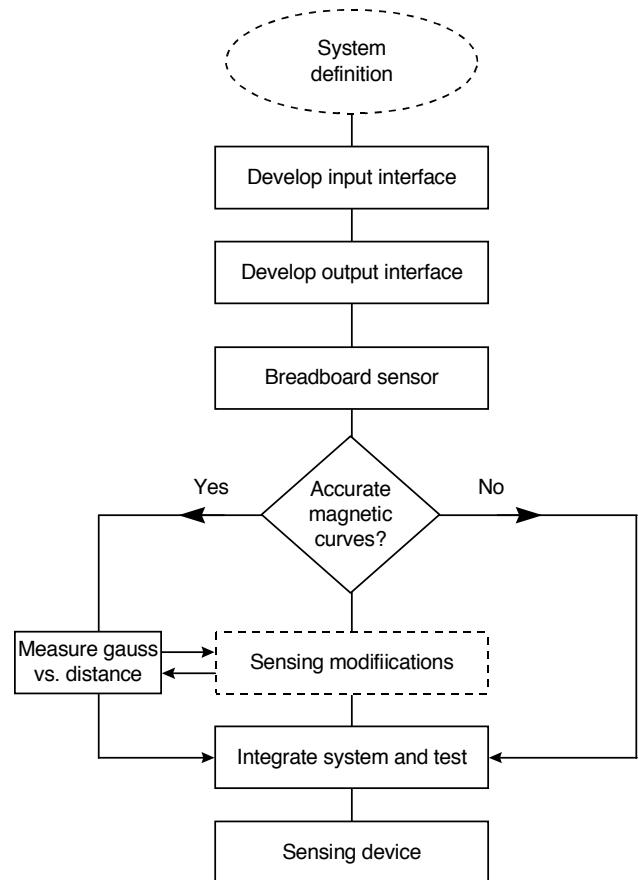 System
definition
Develop input interface
Develop output interface
Breadboard sensor
Yes
Accurate
magnetic
curves?
No
Measure gauss
vs. distance
Sensing modifiications
Integrate system and test
Sensing device